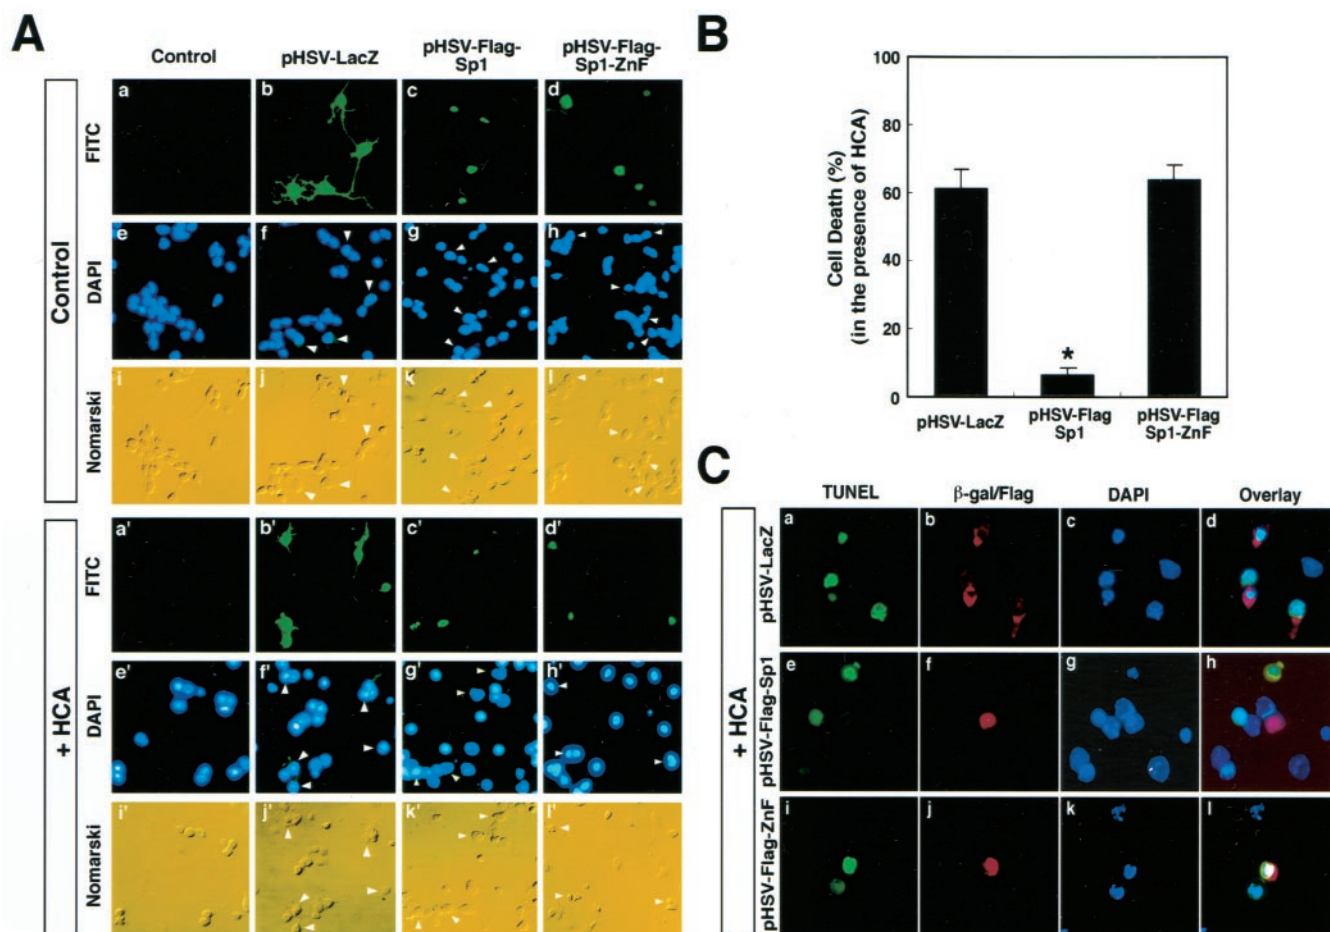 A
Control
pHSV-LacZ
pHSV-Flag-
Sp1
pHSV-Flag-
Sp1-ZnF
Control
FITC
a
b
c
d
DAPI
e
f
g
h
Nomarski
i
j
k
l
+ HCA
FITC
a'
b'
c'
d'
DAPI
e'
f'
g'
h'
Nomarski
i'
j'
k'
l'
B
Cell Death (%)
(in the presence of HCA)
100
80
60
40
20
0
*
pHSV-LacZ
pHSV-Flag
Sp1
pHSV-Flag
Sp1-ZnF
C
TUNEL
β-gal/Flag
DAPI
Overlay
+ HCA
pHSV-LacZ
a
b
c
d
pHSV-Flag-Sp1
e
f
g
h
pHSV-Flag-ZnF
i
j
k
l